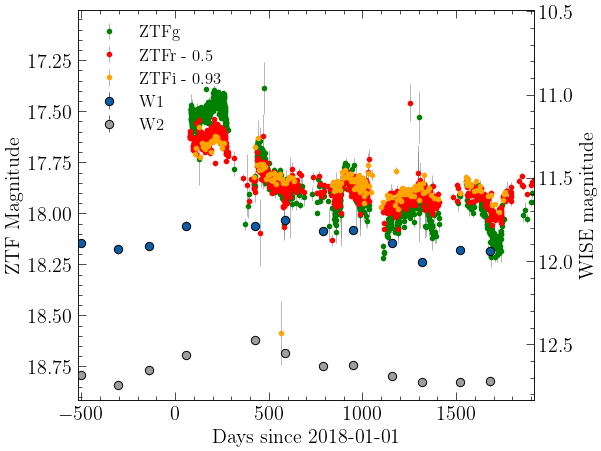 ZTFg
ZTFr - 0.5
ZTFi - 0.93
W1
W2
17.25
17.50
17.75
18.00
18.25
18.50
18.75
ZTF Magnitude
10.5
11.0
11.5
12.0
12.5
WISE magnitude
−500 0 500 1000 1500
Days since 2018-01-01